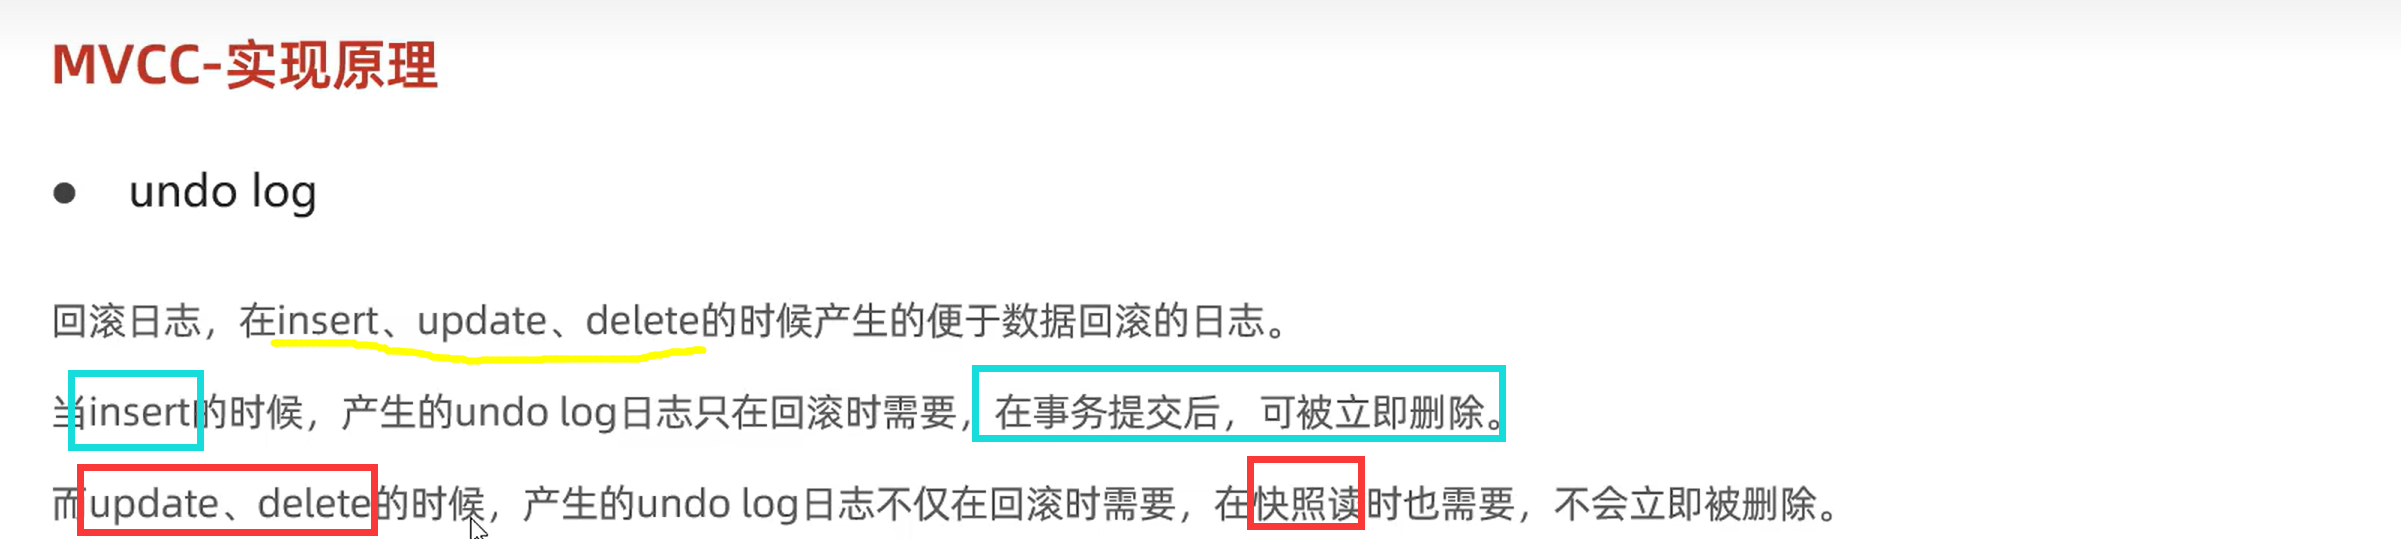 MVCC-实现原理
● undo log
回滚日志，在insert、update、delete的时候产生的便于数据回滚的日志。
当insert的时候，产生的undo log日志只在回滚时需要，在事务提交后，可被立即删除。
而update、delete的时候，产生的undo log日志不仅在回滚时需要，在快照读时也需要，不会立即被删除。